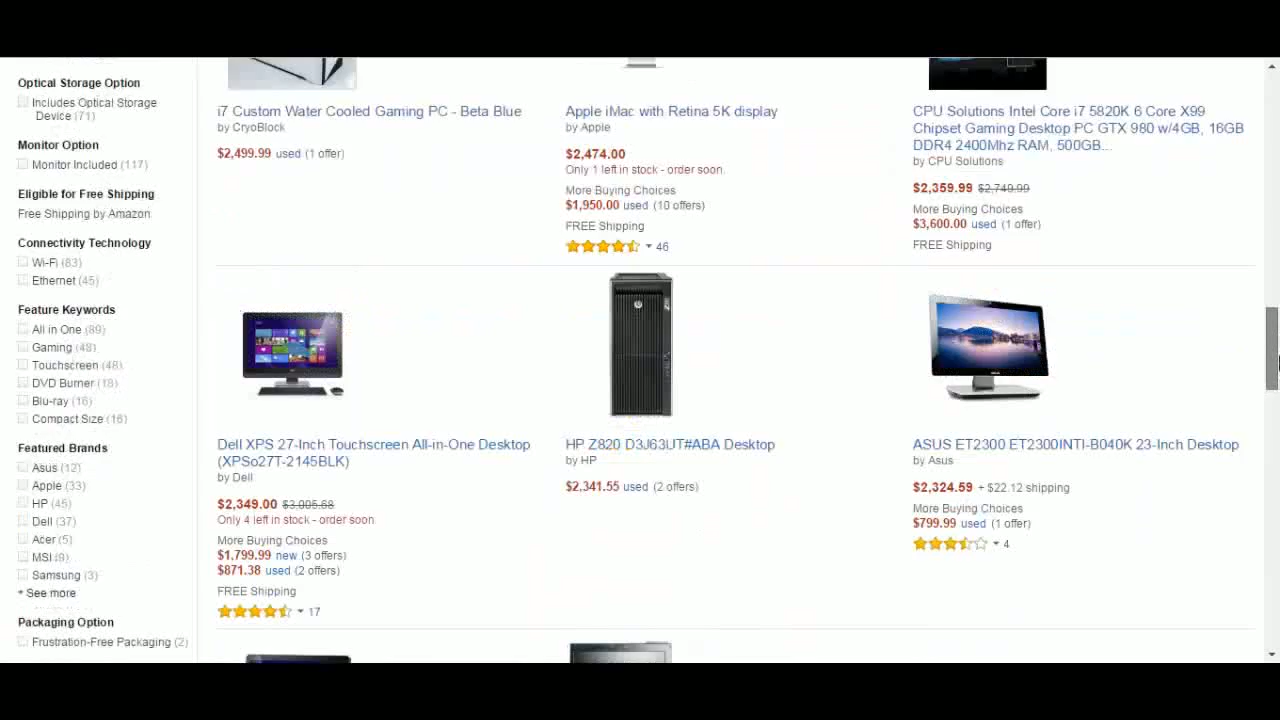 Optical Storage Option
Includes Optical Storage
Device (71)
Monitor Option
Monitor Included (117)
Eligible for Free Shipping
Free Shipping by Amazon
Connectivity Technology
Wi-Fi (83)
Ethernet (45)
Feature Keywords
All in One (89)
Gaming (48)
Touchscreen (48)
DVD Burner (18)
Blu-ray (16)
Compact Size (16)
Featured Brands
Asus (12)
Apple (33)
HP (45)
Dell (37)
Acer (5)
MSI (9)
Samsung (3)
+ See more
Packaging Option
Frustration-Free Packaging (2)
i7 Custom Water Cooled Gaming PC - Beta Blue
by CryoBlock
$2,499.99 used (1 offer)
Apple iMac with Retina 5K display
by Apple
$2,474.00
Only 1 left in stock - order soon.
More Buying Choices
$1,950.00 used (10 offers)
FREE Shipping
46
CPU Solutions Intel Core i7 5820K 6 Core X99
Chipset Gaming Desktop PC GTX 980 w/4GB, 16GB
DDR4 2400Mhz RAM, 500GB...
by CPU Solutions
$2,359.99 $2,749.99
More Buying Choices
$3,600.00 used (1 offer)
FREE Shipping
Dell XPS 27-Inch Touchscreen All-in-One Desktop
(XPSo27T-2145BLK)
by Dell
$2,349.00 $3,005.68
Only 4 left in stock - order soon.
More Buying Choices
$1,799.99 new (3 offers)
$871.38 used (2 offers)
FREE Shipping
17
HP Z820 D3J63UT#ABA Desktop
by HP
$2,341.55 used (2 offers)
ASUS ET2300 ET2300INTI-B040K 23-Inch Desktop
by Asus
$2,324.59 + $22.12 shipping
More Buying Choices
$799.99 used (1 offer)
4